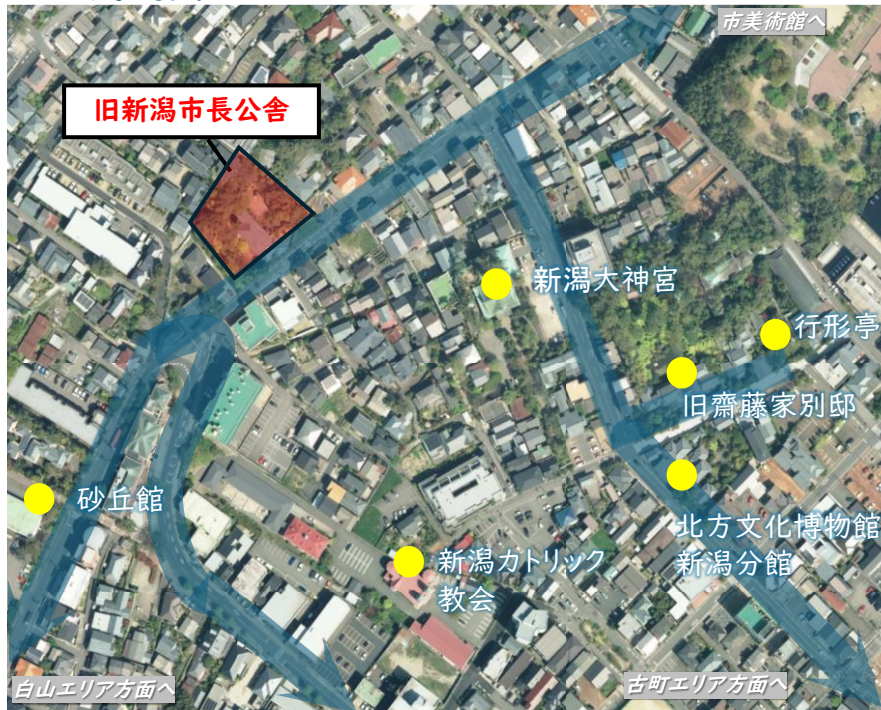 市美術館へ
旧新潟市長公舎
新潟大神宮
行形亭
旧齋藤家別邸
砂丘館
北方文化博物館
新潟分館
新潟カトリック
教会
白山エリア方面へ
古町エリア方面へ